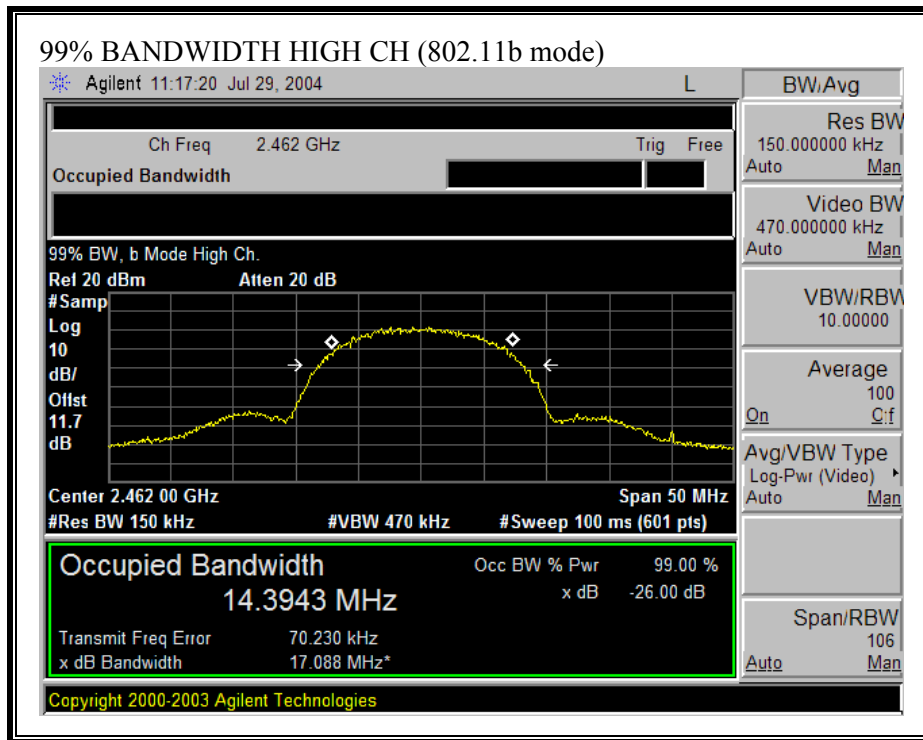 99% BANDWIDTH HIGH CH (802.11b mode)
Agilent 11:17:20 Jul 29, 2004 L
Ch Freq 2.462 GHz Trig Free
Occupied Bandwidth
99% BW, b Mode High Ch.
Ref 20 dBm Atten 20 dB
#Samp
Log
10
dB/
Offst
11.7
dB
Center 2.462 00 GHz Span 50 MHz
#Res BW 150 kHz #VBW 470 kHz #Sweep 100 ms (601 pts)
Occupied Bandwidth Occ BW % Pwr 99.00 %
14.3943 MHz x dB -26.00 dB
Transmit Freq Error 70.230 kHz
x dB Bandwidth 17.088 MHz*
Copyright 2000-2003 Agilent Technologies
BW/Avg
Res BW
150.000000 kHz
Auto Man
Video BW
470.000000 kHz
Auto Man
VBW/RBW
10.00000
Average
100
On Off
Avg/VBW Type
Log-Pwr (Video)
Auto Man
Span/RBW
106
Auto Man